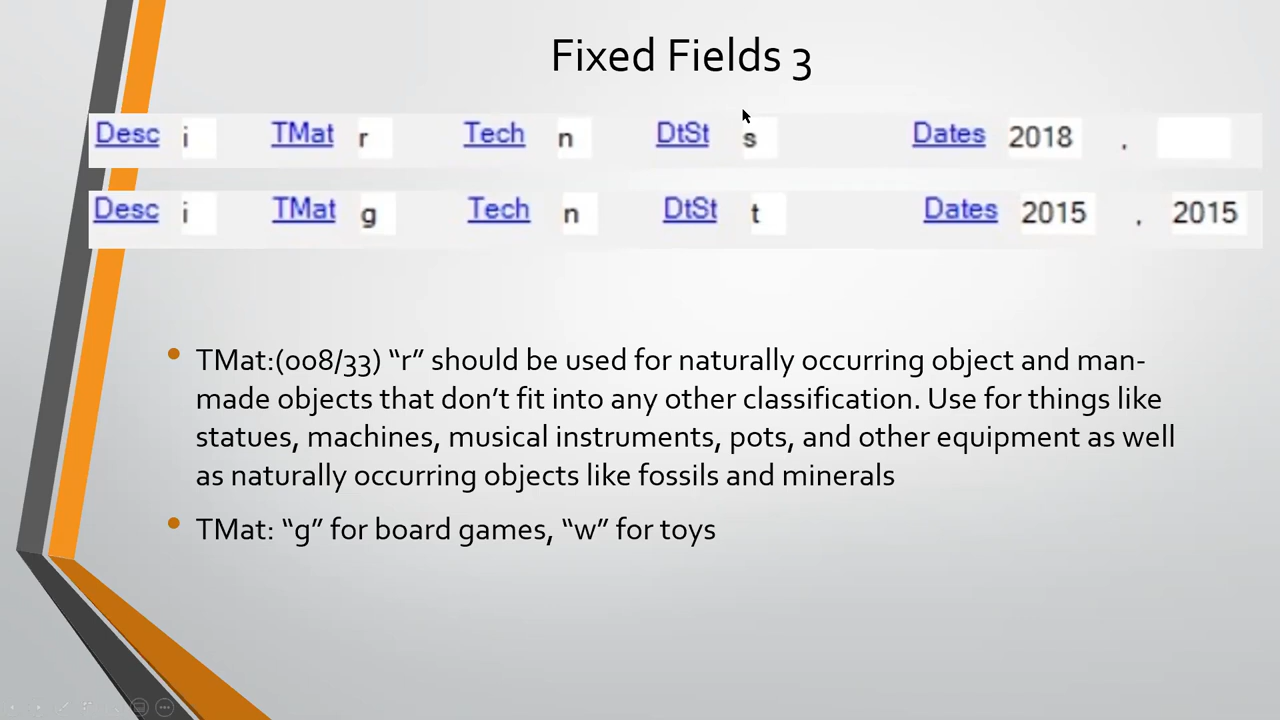 Fixed Fields 3
Desc i TMat r Tech n DtSt s Dates 2018 ,
Desc i TMat g Tech n DtSt t Dates 2015 , 2015
• TMat:(008/33) “r” should be used for naturally occurring object and man-
made objects that don’t fit into any other classification. Use for things like
statues, machines, musical instruments, pots, and other equipment as well
as naturally occurring objects like fossils and minerals
• TMat: “g” for board games, “w” for toys